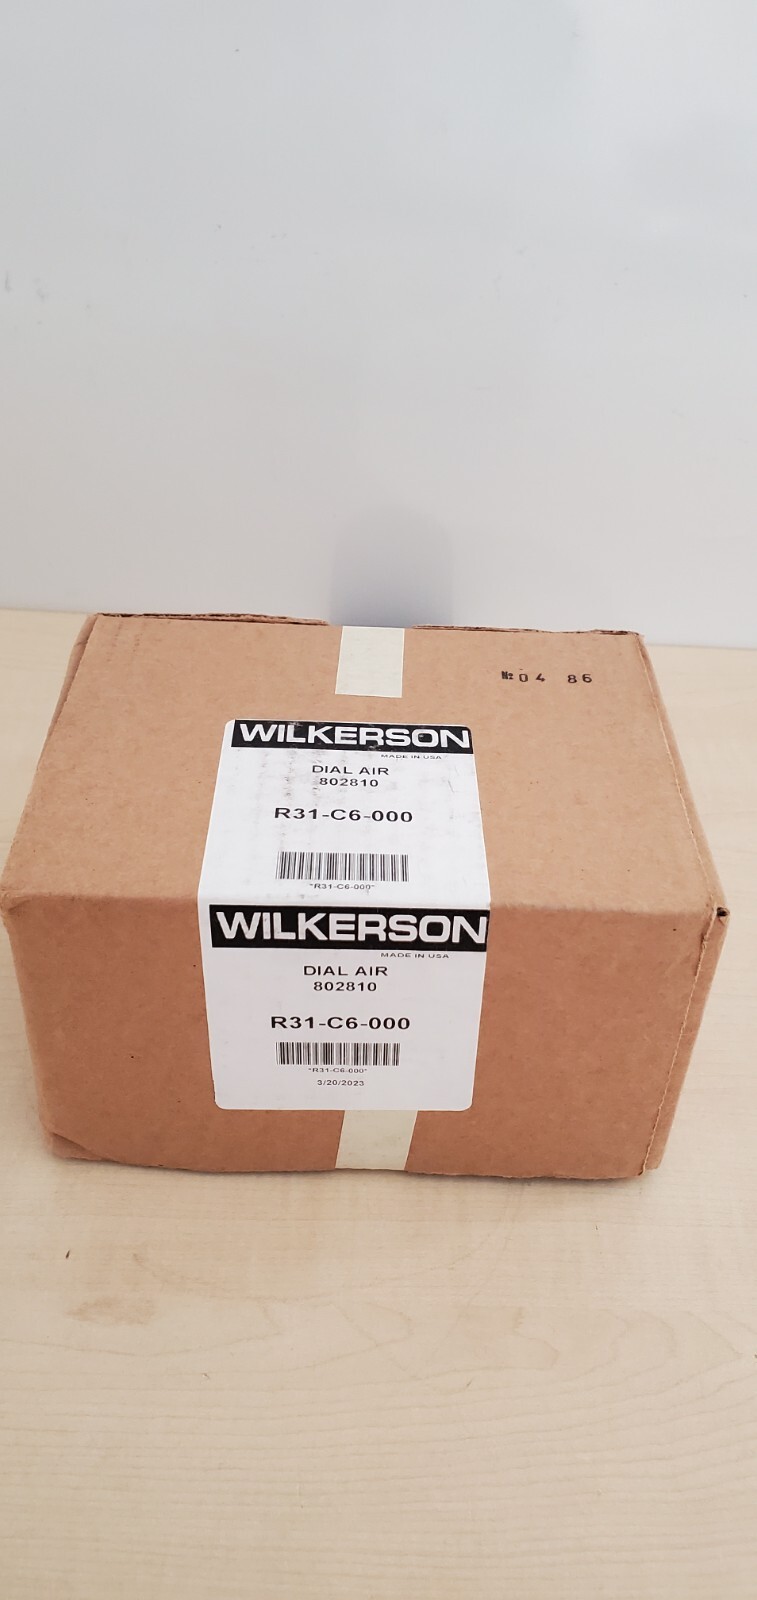 №04 86
WILKERSON
MADE IN USA
DIAL AIR
802810
R31-C6-000
"R31-C6-000"
WILKERSON
MADE IN USA
DIAL AIR
802810
R31-C6-000
"R31-C6-000"
3/20/2023